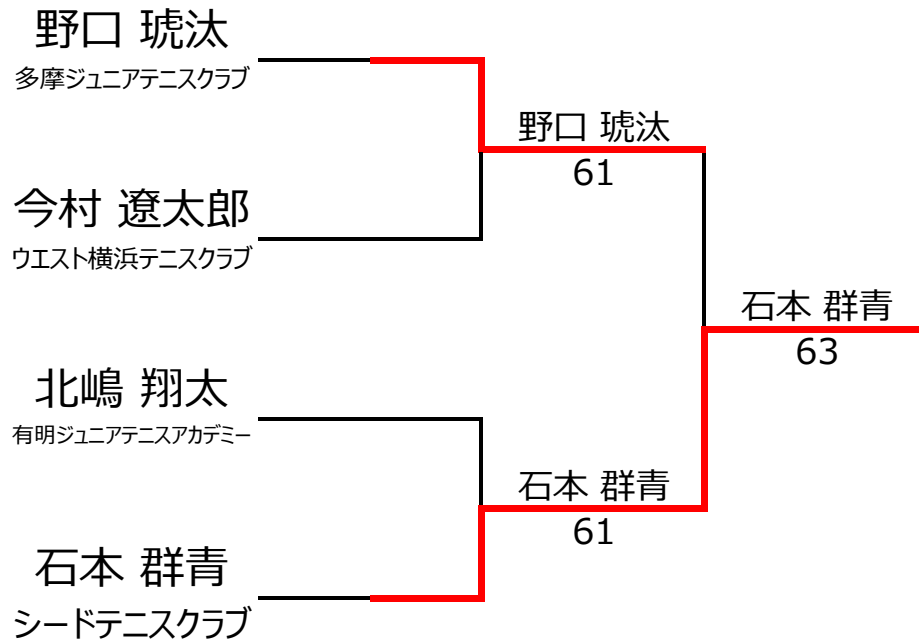 野口 琥汰
多摩ジュニアテニスクラブ
野口 琥汰
61
今村 遼太郎
ウエスト横浜テニスクラブ
石本 群青
63
北嶋 翔太
有明ジュニアテニスアカデミー
石本 群青
61
石本 群青
シードテニスクラブ